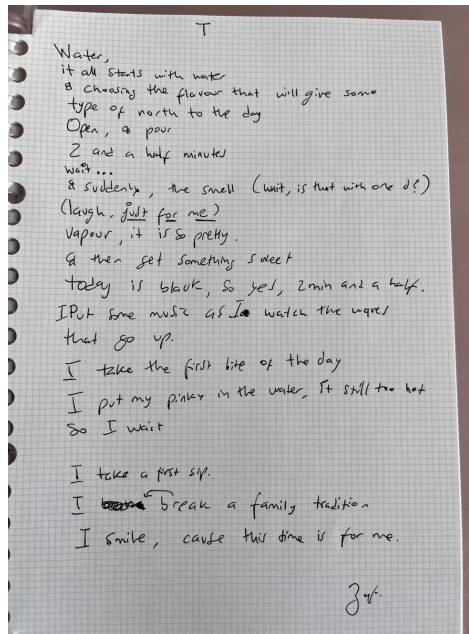 T
Water,
it all starts with water
& choosing the flavour that will give some
type of north to the day
Open, & pour
2 and a half minutes
wait...
& suddenly, the smell (wait, is that with one d?)
(laugh, just for me)
vapour, it is so pretty.
& then get something sweet
today is black, so yes, 2min and a half.
I Put some music as I watch the waves
that go up.
I take the first bite of the day
I put my pinky in the water, It still too hot
So I wait
I take a first sip.
I break a family tradition
I smile, cause this time is for me.